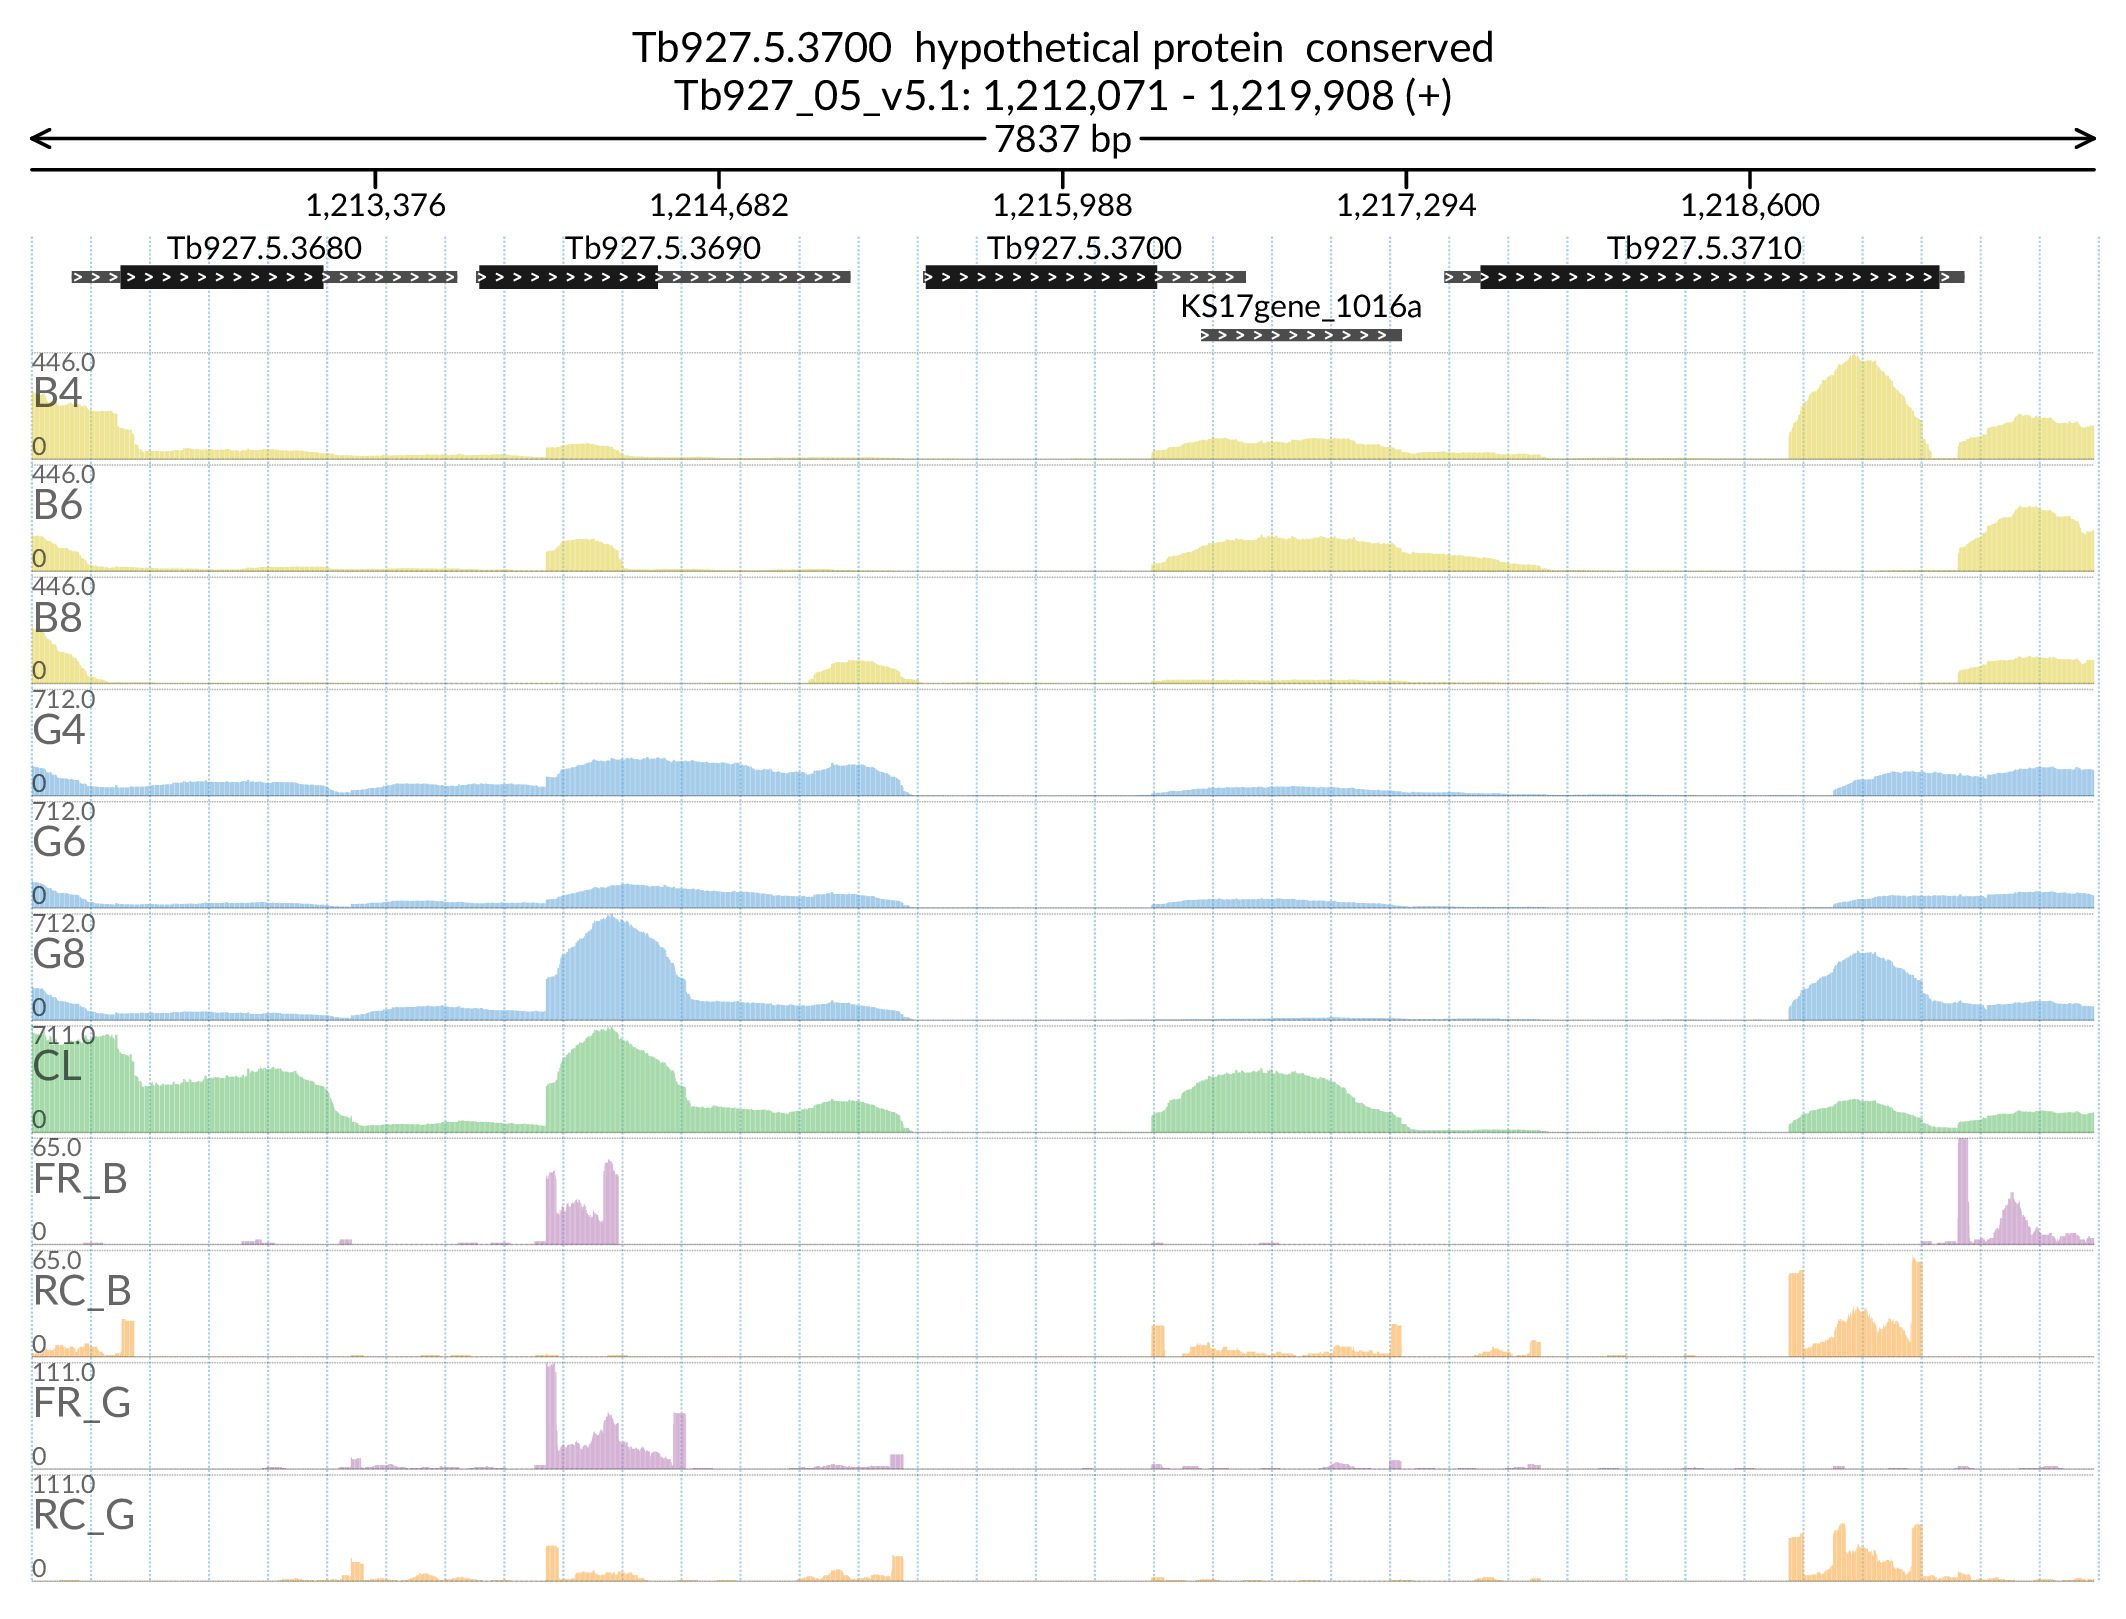 Tb927.5.3700  hypothetical protein  conserved
Tb927_05_v5.1: 1,212,071 - 1,219,908 (+)
7837 bp
1,213,376 1,214,682 1,215,988 1,217,294 1,218,600
Tb927.5.3680 Tb927.5.3690 Tb927.5.3700 Tb927.5.3710
KS17gene_1016a
446.0
B4
0
446.0
B6
0
446.0
B8
0
712.0
G4
0
712.0
G6
0
712.0
G8
0
711.0
CL
0
65.0
FR_B
0
65.0
RC_B
0
111.0
FR_G
0
111.0
RC_G
0